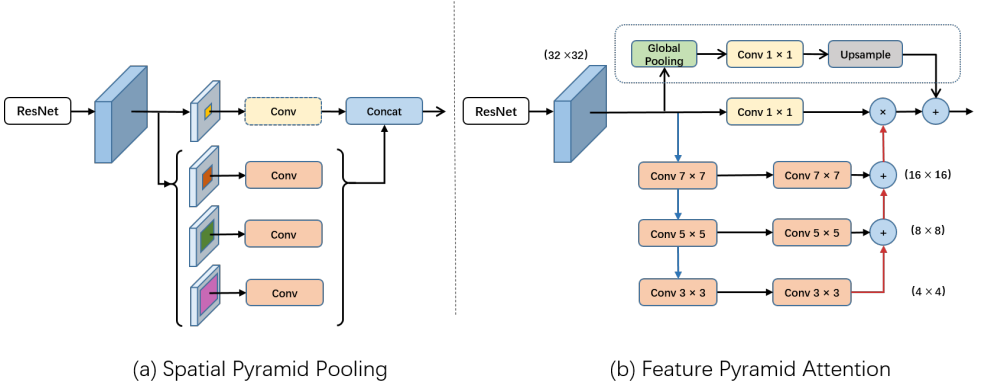 ResNet
Conv
Concat
Conv
Conv
Conv
(a) Spatial Pyramid Pooling
(32 ×32)
Global
Pooling
Conv 1 × 1
Upsample
ResNet
Conv 1 × 1
×
+
Conv 7 × 7
Conv 7 × 7
+
(16 × 16)
Conv 5 × 5
Conv 5 × 5
+
(8 × 8)
Conv 3 × 3
Conv 3 × 3
(4 × 4)
(b) Feature Pyramid Attention